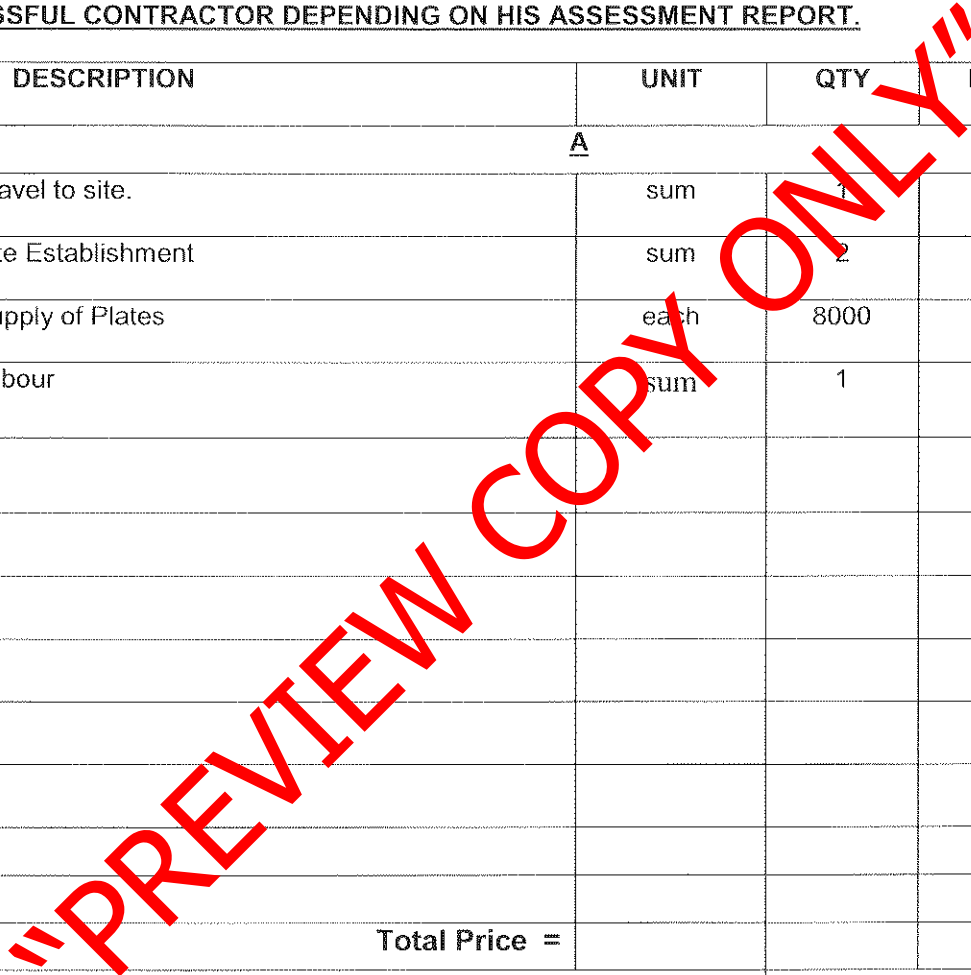 SSFUL CONTRACTOR DEPENDING ON HIS ASSESSMENT REPORT.
DESCRIPTION UNIT QTY
A
avel to site. sum 1
te Establishment sum 2
upply of Plates each 8000
bour sum 1
Total Price =
"PREVIEW COPY ONLY"